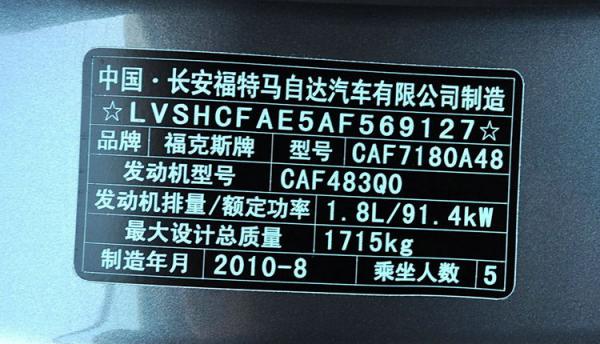 中国·长安福特马自达汽车有限公司制造
☆LVSHCFAE5AF569127☆
品牌 福克斯牌 型号 CAF7180A48
发动机型号 CAF483Q0
发动机排量/额定功率 1.8L/91.4kW
最大设计总质量 1715kg
制造年月 2010-8 乘坐人数 5